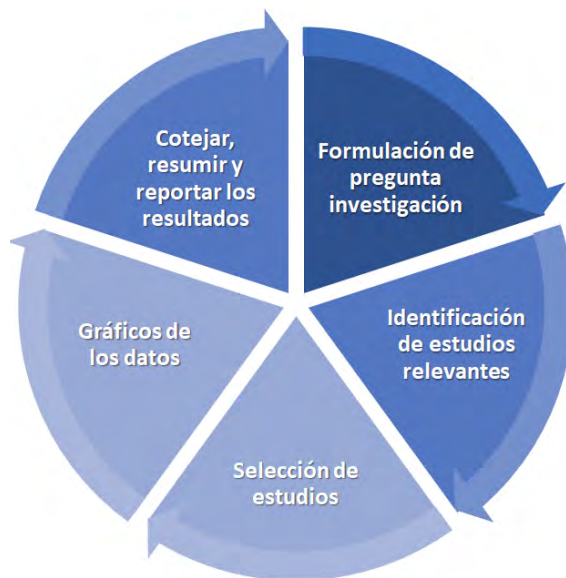 Formulación de
pregunta
investigación
Identificación
de estudios
relevantes
Selección de
estudios
Gráficos de
los datos
Cotejar,
resumir y
reportar los
resultados